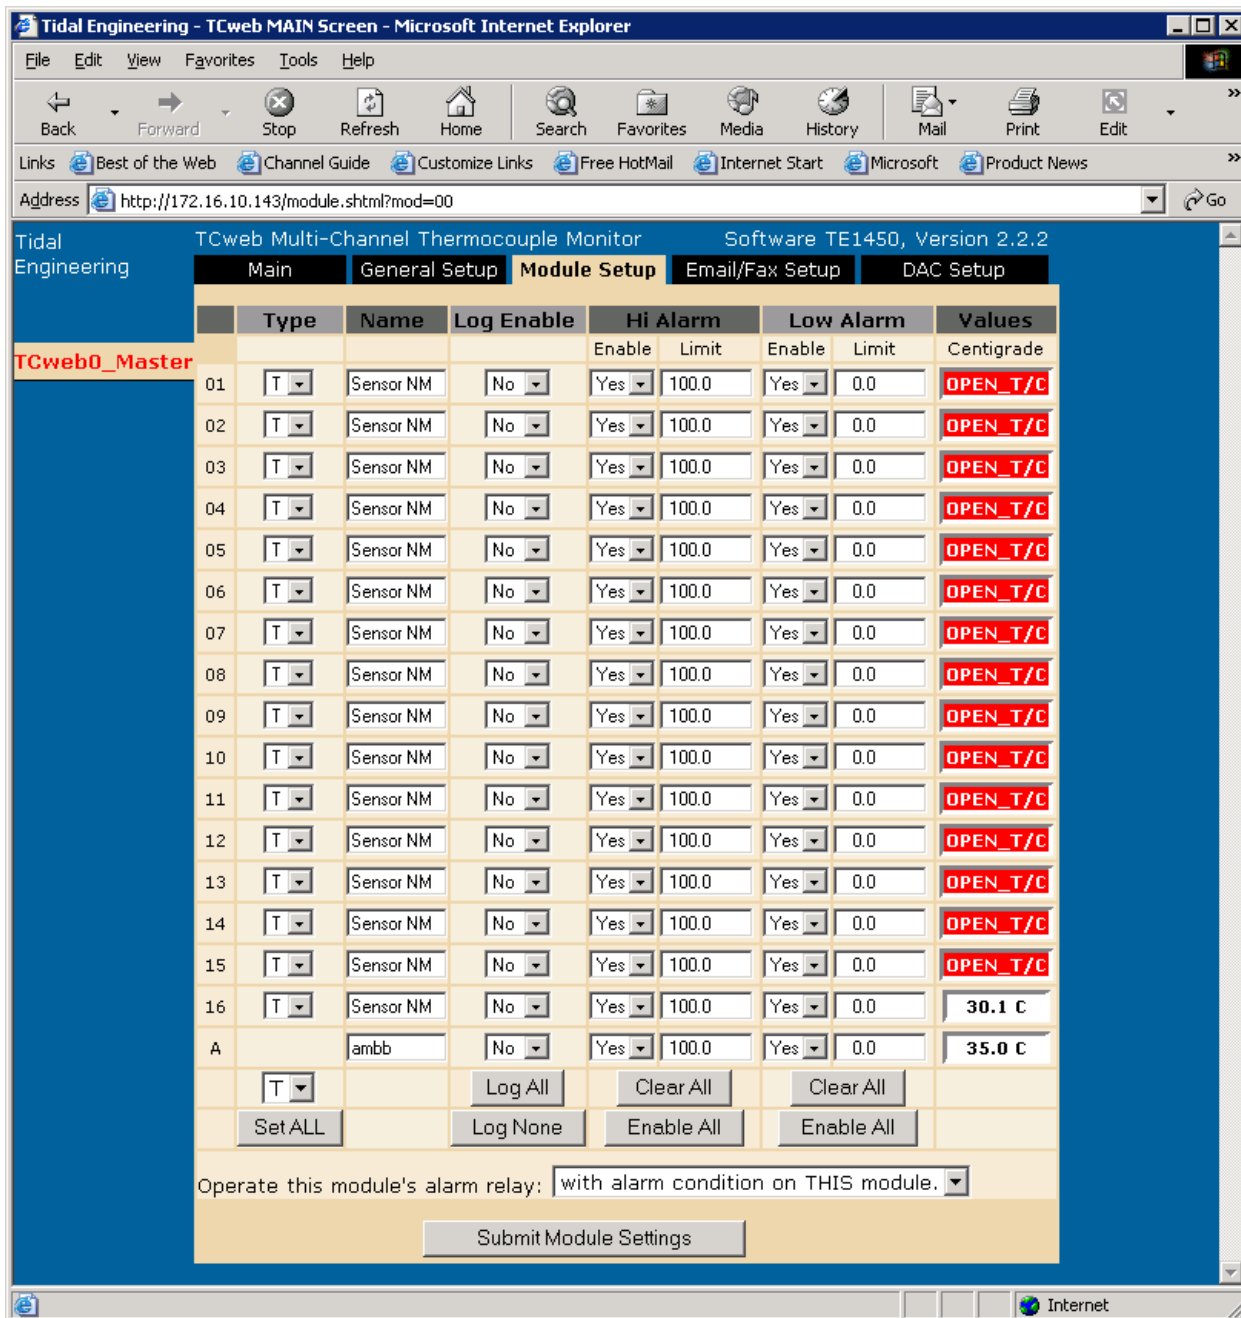 Tidal Engineering - TCweb MAIN Screen - Microsoft Internet Explorer
File Edit View Favorites Tools Help
Back Forward Stop Refresh Home Search Favorites Media History Mail Print Edit »
Links Best of the Web Channel Guide Customize Links Free HotMail Internet Start Microsoft Product News »
Address http://172.16.10.143/module.shtml?mod=00 Go
Tidal Engineering
TCweb0_Master
TCweb Multi-Channel Thermocouple Monitor Software TE1450, Version 2.2.2
Main General Setup Module Setup Email/Fax Setup DAC Setup
Type Name Log Enable Hi Alarm Low Alarm Values
Enable Limit Enable Limit Centigrade
01 T Sensor NM No Yes 100.0 Yes 0.0 OPEN_T/C
02 T Sensor NM No Yes 100.0 Yes 0.0 OPEN_T/C
03 T Sensor NM No Yes 100.0 Yes 0.0 OPEN_T/C
04 T Sensor NM No Yes 100.0 Yes 0.0 OPEN_T/C
05 T Sensor NM No Yes 100.0 Yes 0.0 OPEN_T/C
06 T Sensor NM No Yes 100.0 Yes 0.0 OPEN_T/C
07 T Sensor NM No Yes 100.0 Yes 0.0 OPEN_T/C
08 T Sensor NM No Yes 100.0 Yes 0.0 OPEN_T/C
09 T Sensor NM No Yes 100.0 Yes 0.0 OPEN_T/C
10 T Sensor NM No Yes 100.0 Yes 0.0 OPEN_T/C
11 T Sensor NM No Yes 100.0 Yes 0.0 OPEN_T/C
12 T Sensor NM No Yes 100.0 Yes 0.0 OPEN_T/C
13 T Sensor NM No Yes 100.0 Yes 0.0 OPEN_T/C
14 T Sensor NM No Yes 100.0 Yes 0.0 OPEN_T/C
15 T Sensor NM No Yes 100.0 Yes 0.0 OPEN_T/C
16 T Sensor NM No Yes 100.0 Yes 0.0 30.1 C
A ambb No Yes 100.0 Yes 0.0 35.0 C
T Log All Clear All Clear All
Set ALL Log None Enable All Enable All
Operate this module's alarm relay: with alarm condition on THIS module.
Submit Module Settings
Internet